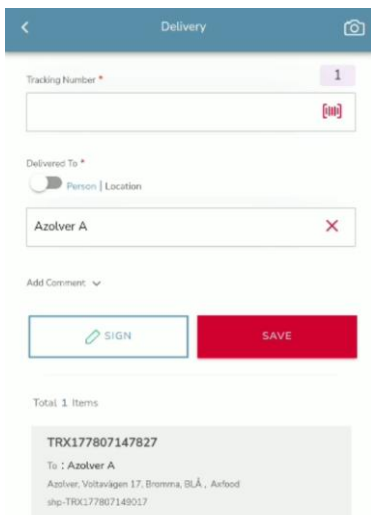 Delivery
Tracking Number *
1
Delivered To *
Person | Location
Azolver A
Add Comment
SIGN
SAVE
Total 1 Items
TRX177807147827
To : Azolver A
Azolver, Voltavägen 17, Bromma, BLÅ , Axfood
shp-TRX177807149017